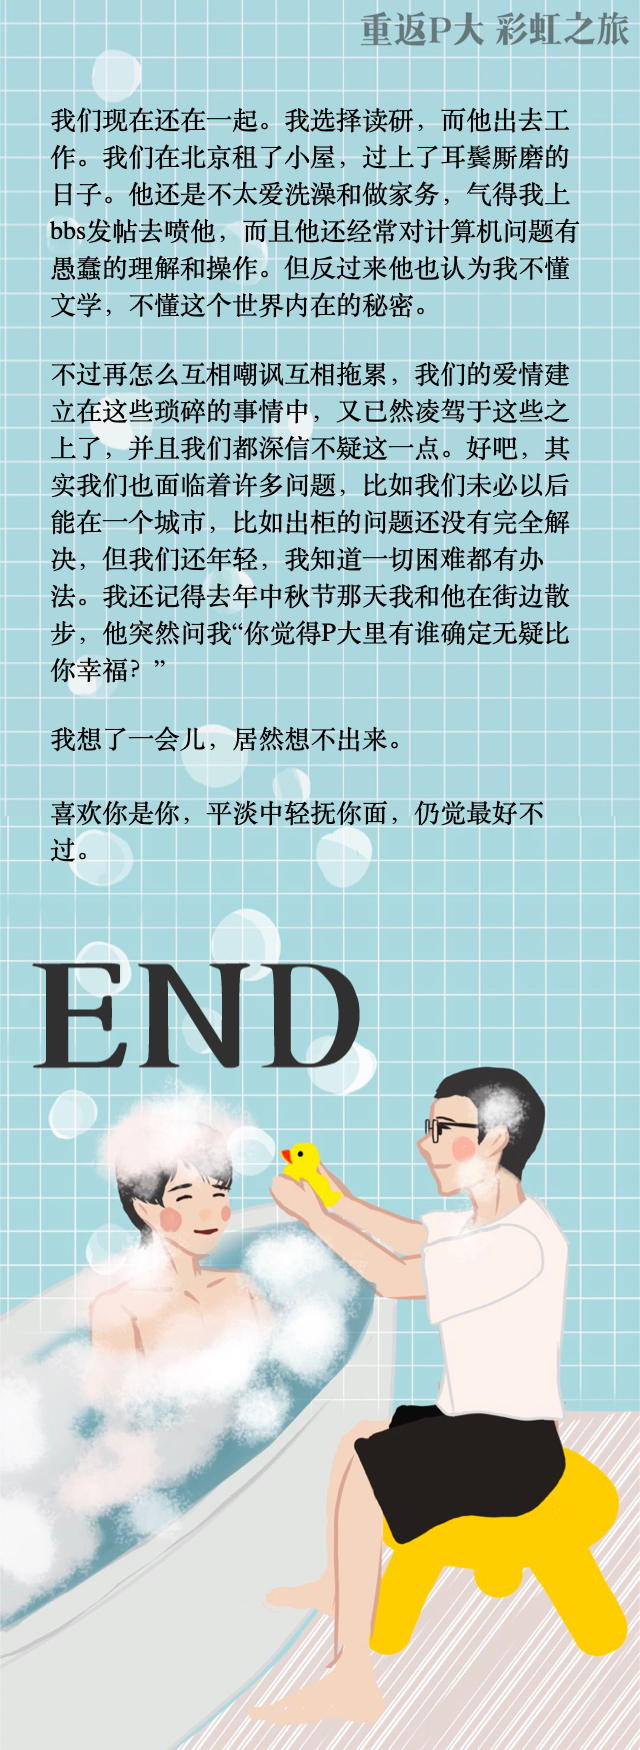 重返P大 彩虹之旅
我们现在还在一起。我选择读研，而他出去工
作。我们在北京租了小屋，过上了耳鬓厮磨的
日子。他还是不太爱洗澡和做家务，气得我上
bbs发帖去喷他，而且他还经常对计算机问题有
愚蠢的理解和操作。但反过来他也认为我不懂
文学，不懂这个世界内在的秘密。
不过再怎么互相嘲讽互相拖累，我们的爱情建
立在这些琐碎的事情中，又已然凌驾于这些之
上了，并且我们都深信不疑这一点。好吧，其
实我们也面临着许多问题，比如我们未必以后
能在一个城市，比如出柜的问题还没有完全解
决，但我们还年轻，我知道一切困难都有办
法。我还记得去年中秋节那天我和他在街边散
步，他突然问我“你觉得P大里有谁确定无疑比
你幸福？”
我想了一会儿，居然想不出来。
喜欢你是你，平淡中轻抚你面，仍觉最好不
过。
END